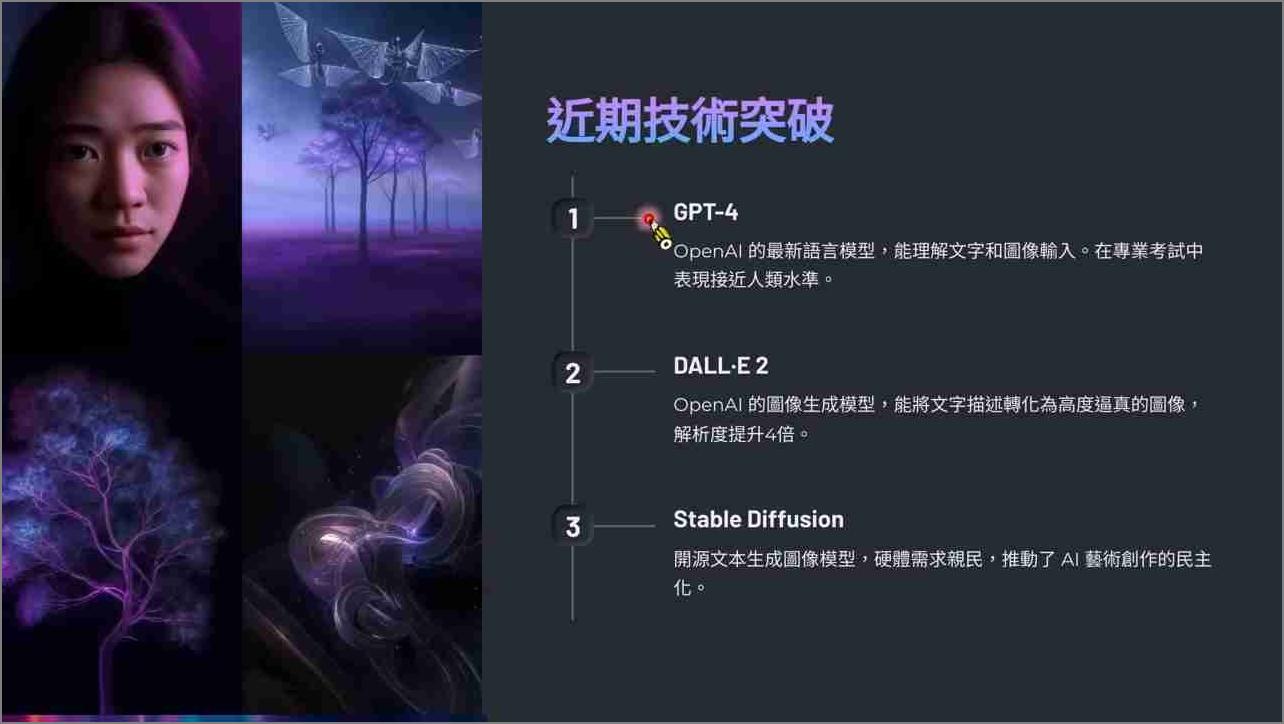 近期技術突破
1
GPT-4
OpenAI 的最新語言模型，能理解文字和圖像輸入。在專業考試中
表現接近人類水準。
2
DALL·E 2
OpenAI 的圖像生成模型，能將文字描述轉化為高度逼真的圖像，
解析度提升4倍。
3
Stable Diffusion
開源文本生成圖像模型，硬體需求親民，推動了 AI 藝術創作的民主
化。